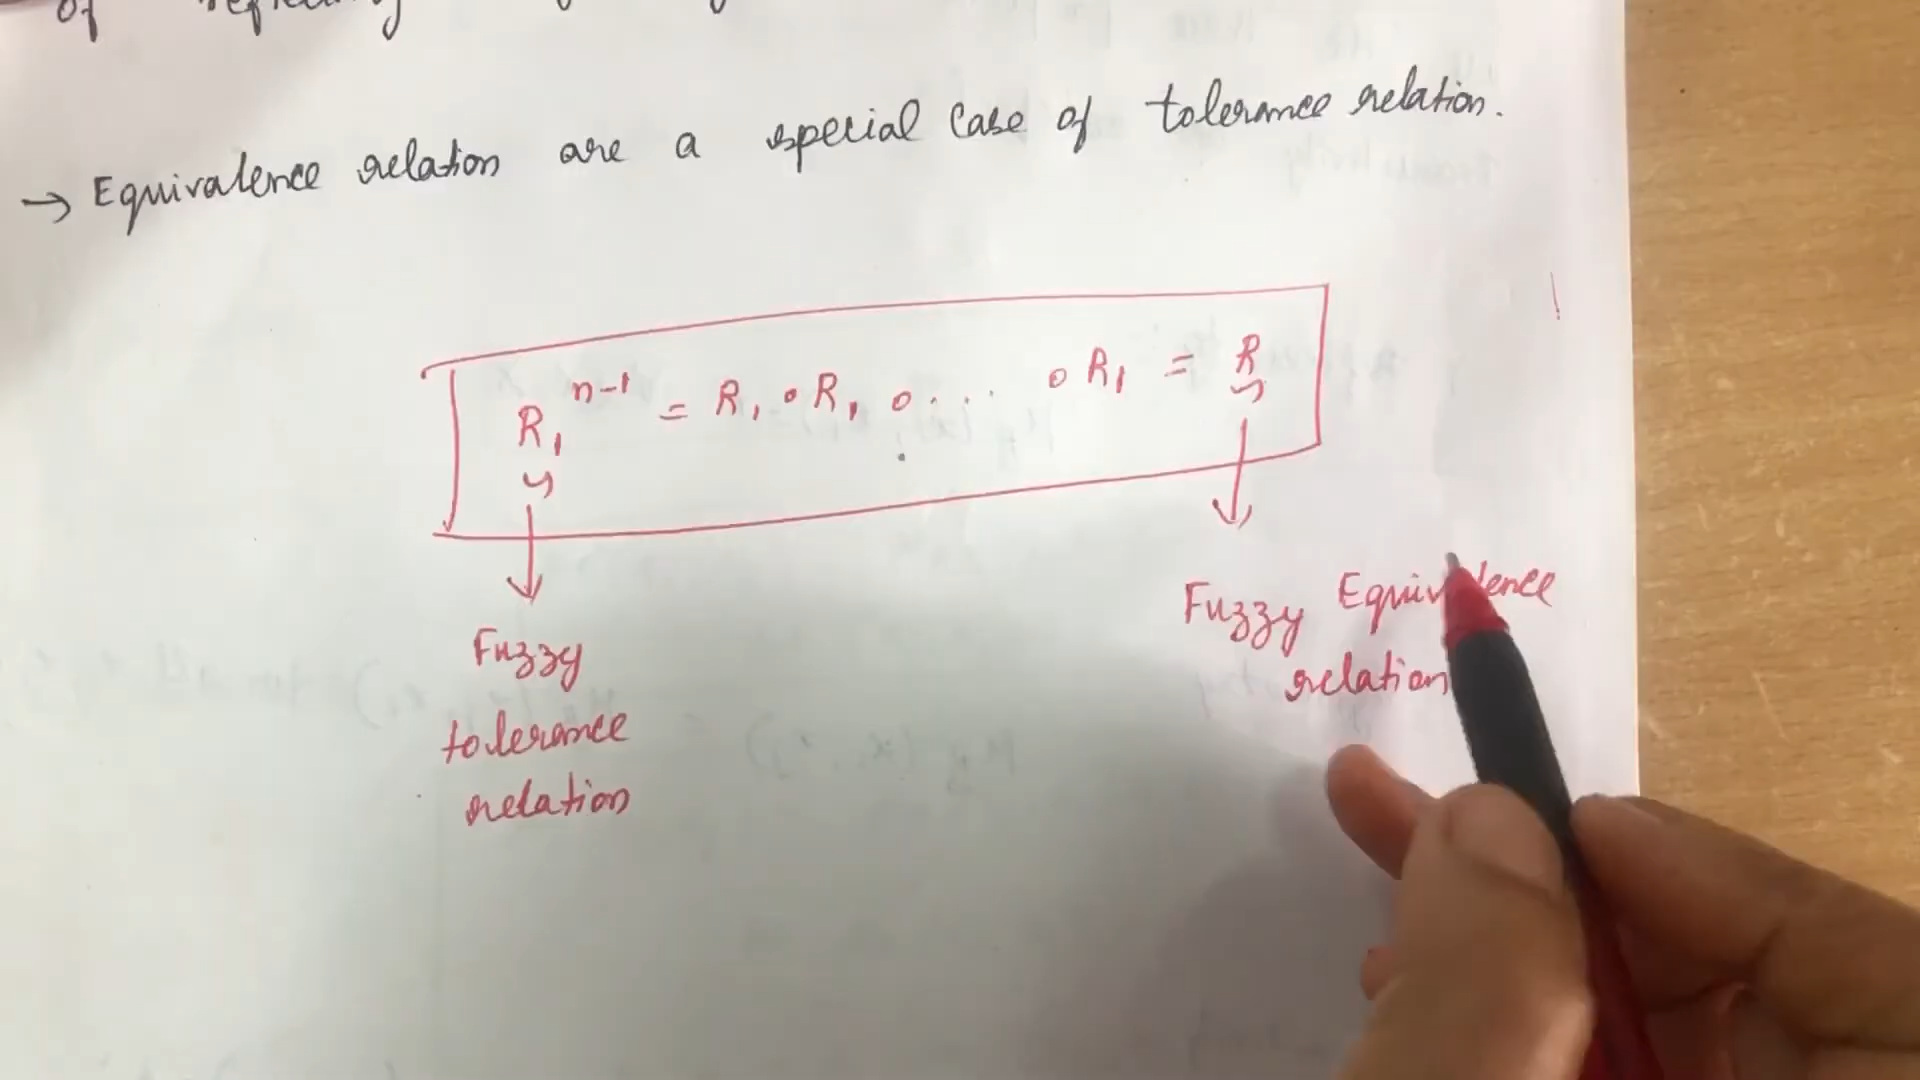 of
→ Equivalence relation are a special case of tolerance relation.
R₁ⁿ⁻¹ = R₁ ∘ R₁ ∘ . . . ∘ R₁ = R
Fuzzy Equivalence
relation
Fuzzy
tolerance
relation